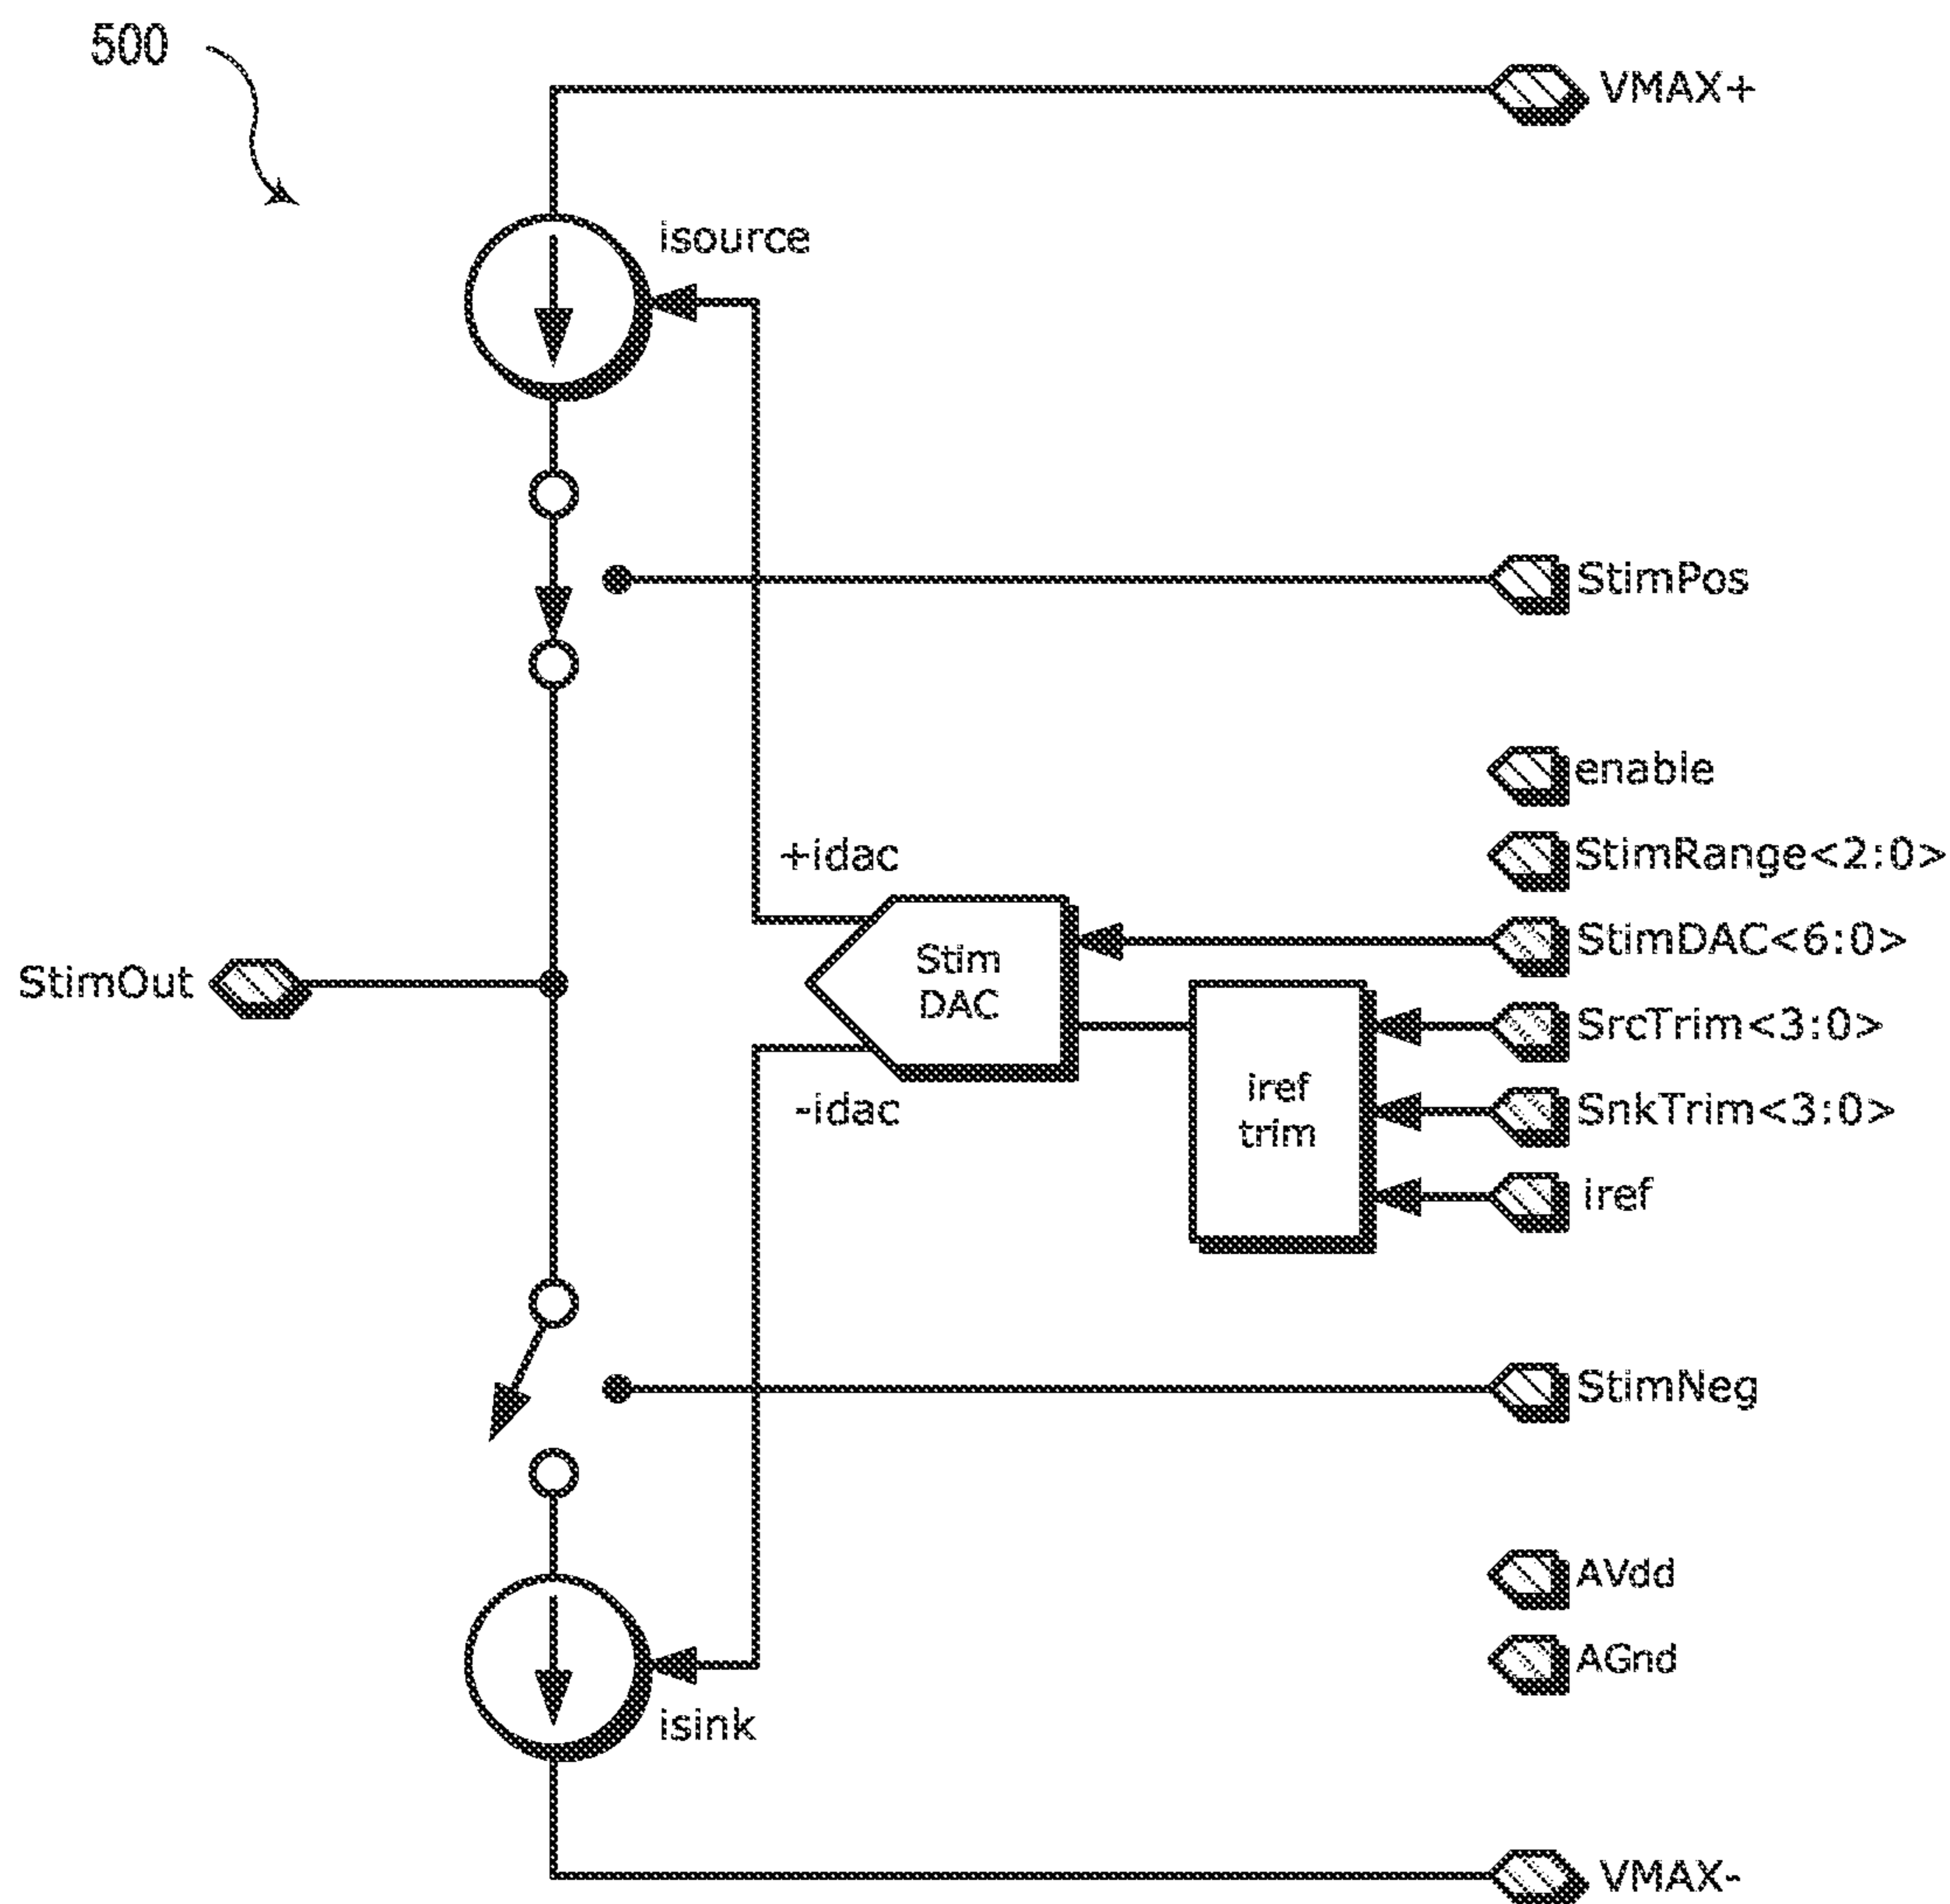 500
VMAX+
isource
StimPos
enable
+idac
StimRange<2:0>
StimDAC<6:0>
Stim
DAC
StimOut
SrcTrim<3:0>
iref
trim
-idac
SnkTrim<3:0>
iref
StimNeg
AVdd
AGnd
isink
VMAX-